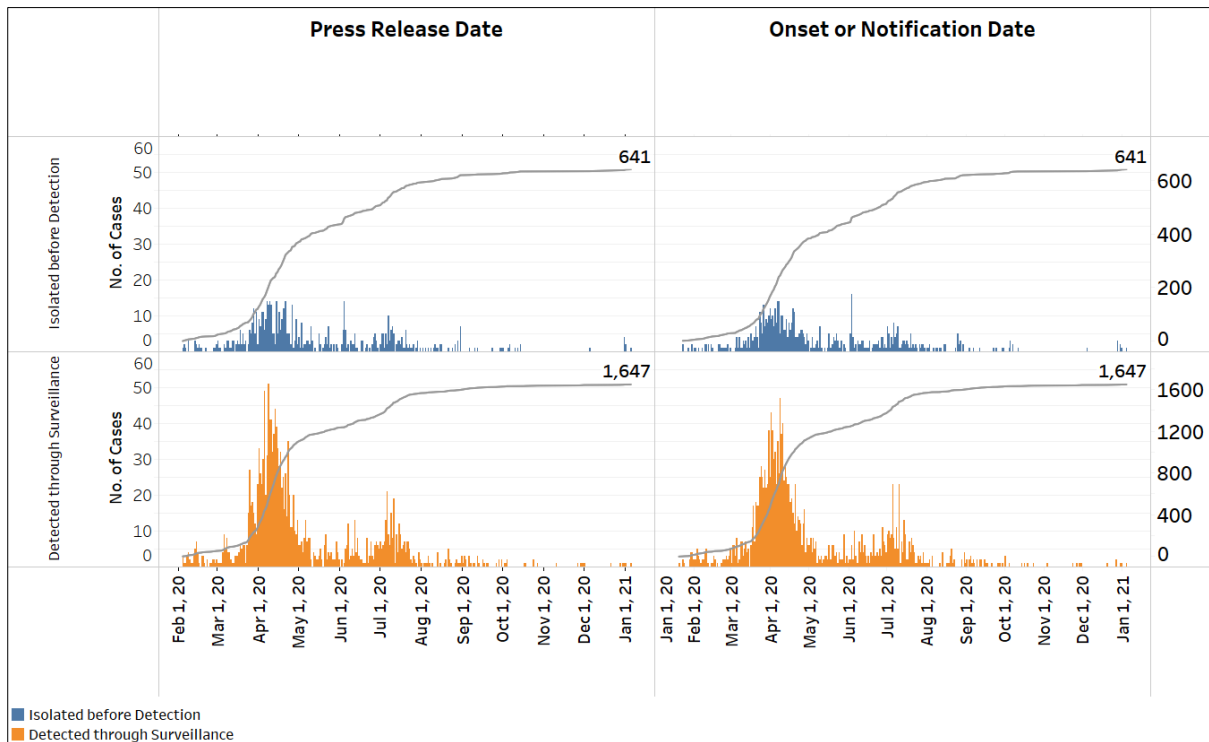 Press Release Date
Onset or Notification Date
Isolated before Detection
No. of Cases
60
50
40
30
20
10
0
641
641
600
400
200
0
Detected through Surveillance
No. of Cases
60
50
40
30
20
10
0
1,647
1,647
1600
1200
800
400
0
Feb 1, 20
Mar 1, 20
Apr 1, 20
May 1, 20
Jun 1, 20
Jul 1, 20
Aug 1, 20
Sep 1, 20
Oct 1, 20
Nov 1, 20
Dec 1, 20
Jan 1, 21
Jan 1, 20
Feb 1, 20
Mar 1, 20
Apr 1, 20
May 1, 20
Jun 1, 20
Jul 1, 20
Aug 1, 20
Sep 1, 20
Oct 1, 20
Nov 1, 20
Dec 1, 20
Jan 1, 21
Isolated before Detection
Detected through Surveillance